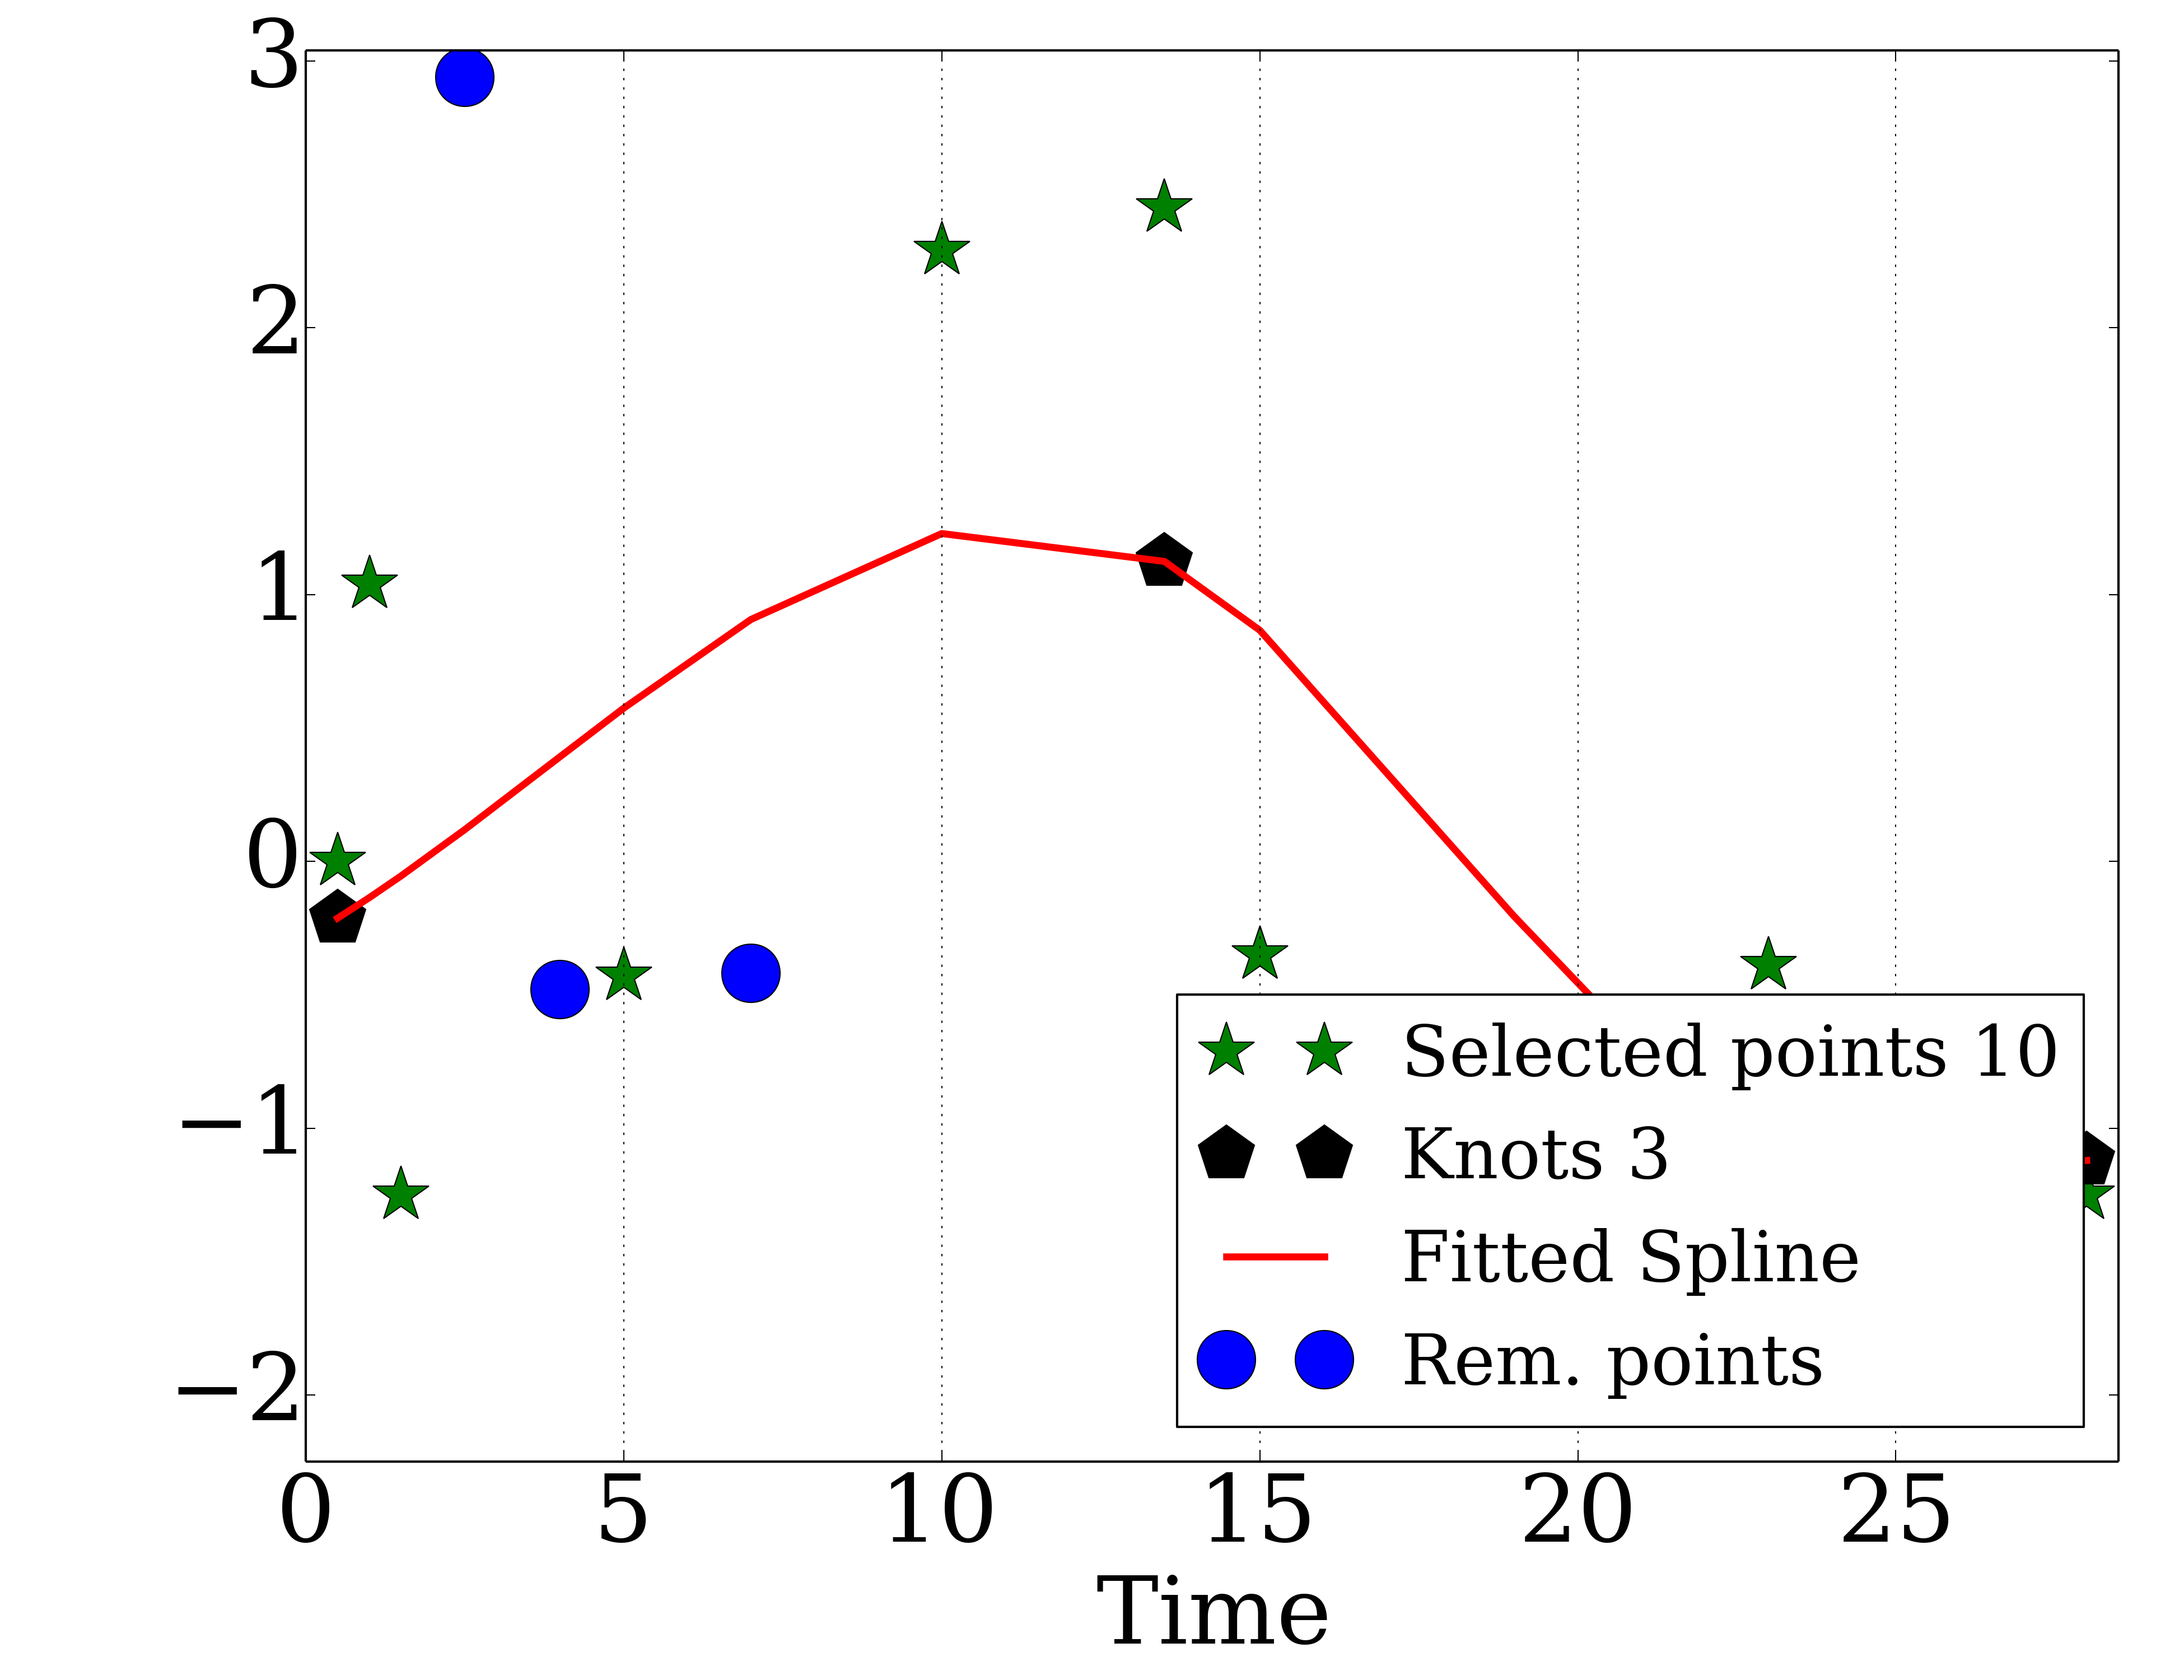 3
2
1
0
−1
−2
0 5 10 15 20 25
Time
Selected points 10
Knots 3
Fitted Spline
Rem. points